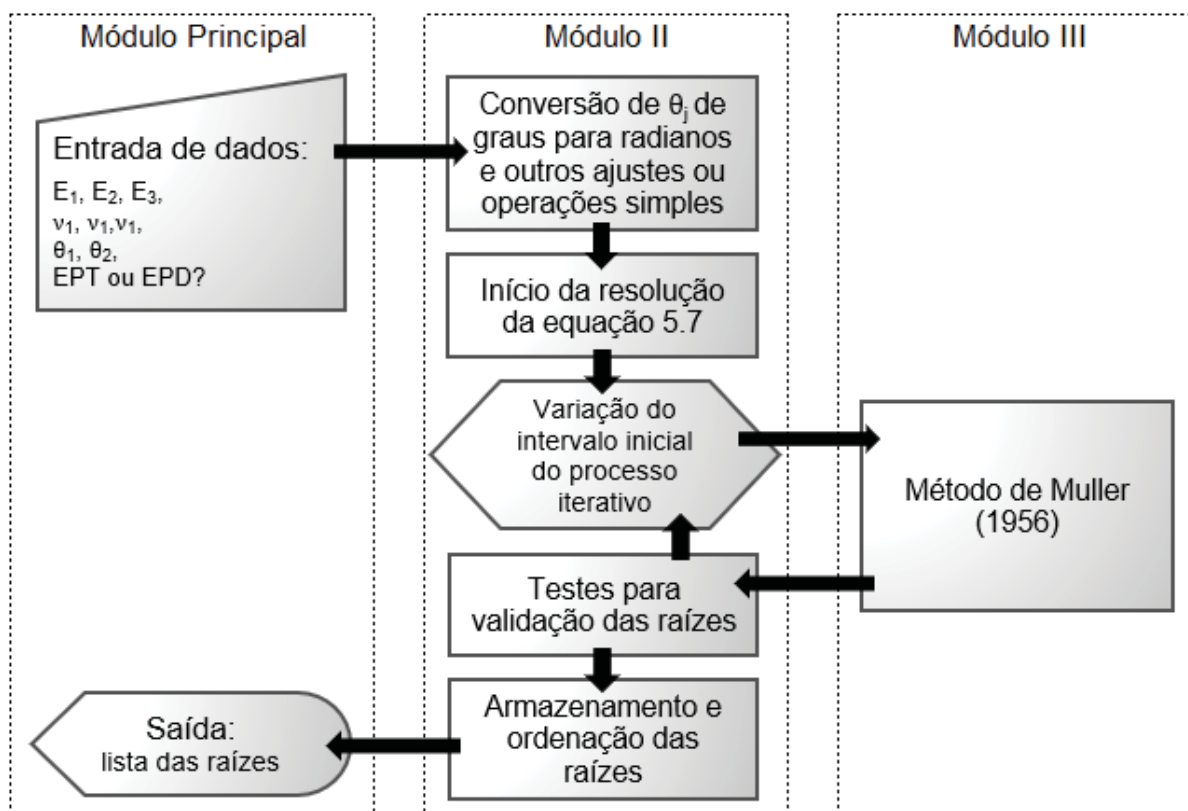 Módulo Principal
Módulo II
Módulo III
Entrada de dados:
E₁, E₂, E₃,
ν₁, ν₁,ν₁,
θ₁, θ₂,
EPT ou EPD?
Conversão de θⱼ de
graus para radianos
e outros ajustes ou
operações simples
Início da resolução
da equação 5.7
Variação do
intervalo inicial
do processo
iterativo
Método de Muller
(1956)
Testes para
validação das raízes
Armazenamento e
ordenação das
raízes
Saída:
lista das raízes